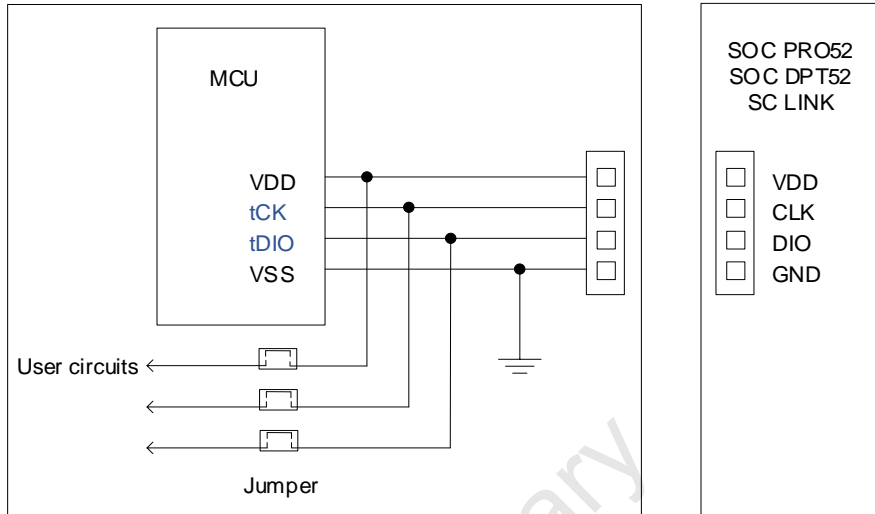 MCU
VDD
tCK
tDIO
VSS
User circuits
Jumper
SOC PRO52
SOC DPT52
SC LINK
VDD
CLK
DIO
GND